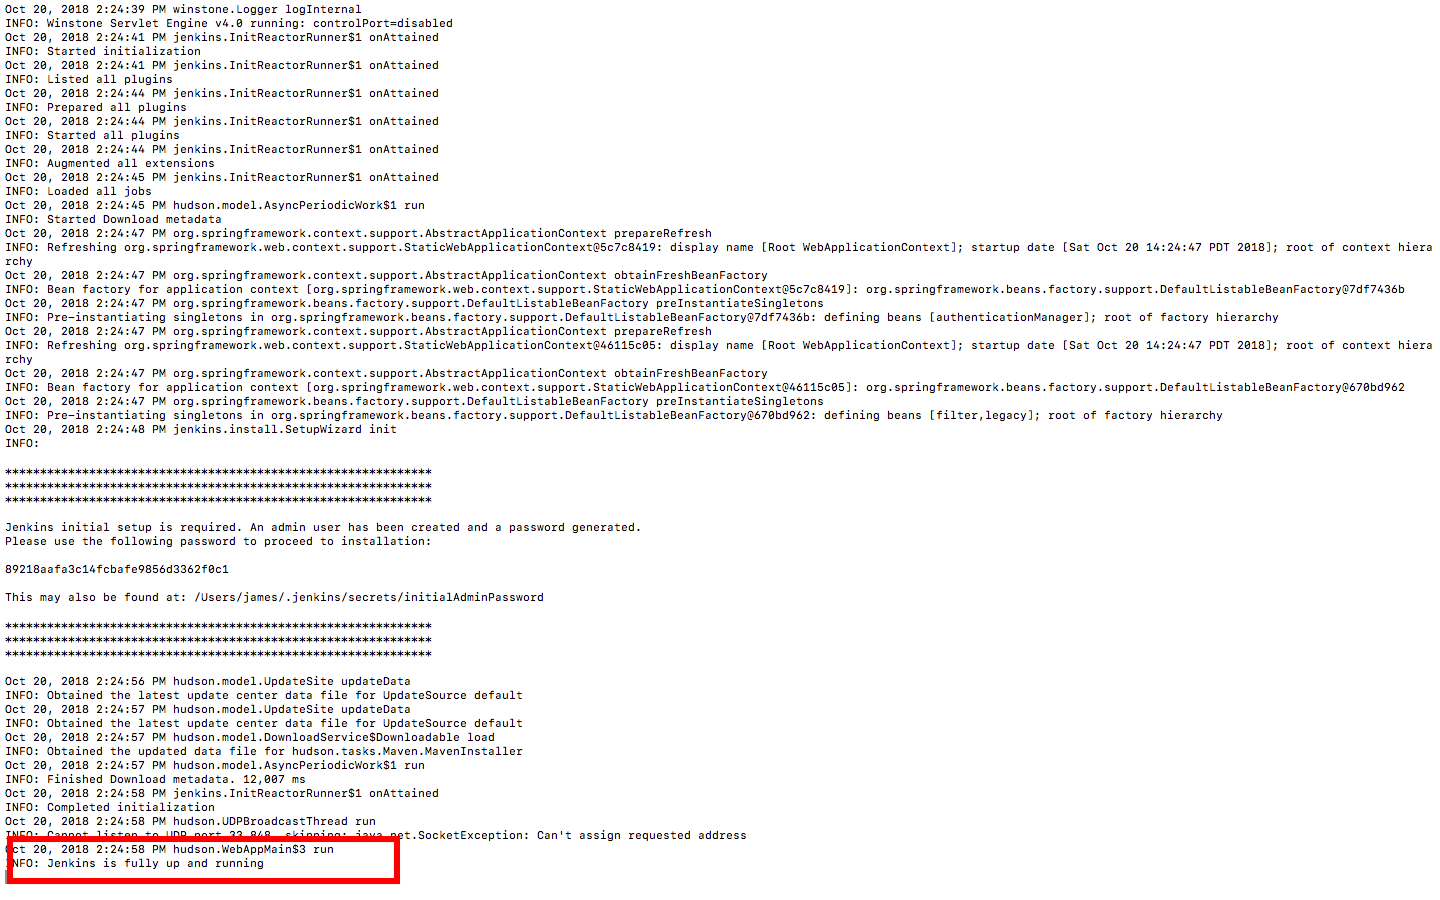 Oct 20, 2018 2:24:39 PM winstone.Logger logInternal
INFO: Winstone Servlet Engine v4.0 running: controlPort=disabled
Oct 20, 2018 2:24:41 PM jenkins.InitReactorRunner$1 onAttained
INFO: Started initialization
Oct 20, 2018 2:24:41 PM jenkins.InitReactorRunner$1 onAttained
INFO: Listed all plugins
Oct 20, 2018 2:24:44 PM jenkins.InitReactorRunner$1 onAttained
INFO: Prepared all plugins
Oct 20, 2018 2:24:44 PM jenkins.InitReactorRunner$1 onAttained
INFO: Started all plugins
Oct 20, 2018 2:24:44 PM jenkins.InitReactorRunner$1 onAttained
INFO: Augmented all extensions
Oct 20, 2018 2:24:45 PM jenkins.InitReactorRunner$1 onAttained
INFO: Loaded all jobs
Oct 20, 2018 2:24:45 PM hudson.model.AsyncPeriodicWork$1 run
INFO: Started Download metadata
Oct 20, 2018 2:24:47 PM org.springframework.context.support.AbstractApplicationContext prepareRefresh
INFO: Refreshing org.springframework.web.context.support.StaticWebApplicationContext@5c7c8419: display name [Root WebApplicationContext]; startup date [Sat Oct 20 14:24:47 PDT 2018]; root of context hiera
rchy
Oct 20, 2018 2:24:47 PM org.springframework.context.support.AbstractApplicationContext obtainFreshBeanFactory
INFO: Bean factory for application context [org.springframework.web.context.support.StaticWebApplicationContext@5c7c8419]: org.springframework.beans.factory.support.DefaultListableBeanFactory@7df7436b
Oct 20, 2018 2:24:47 PM org.springframework.beans.factory.support.DefaultListableBeanFactory preInstantiateSingletons
INFO: Pre-instantiating singletons in org.springframework.beans.factory.support.DefaultListableBeanFactory@7df7436b: defining beans [authenticationManager]; root of factory hierarchy
Oct 20, 2018 2:24:47 PM org.springframework.context.support.AbstractApplicationContext prepareRefresh
INFO: Refreshing org.springframework.web.context.support.StaticWebApplicationContext@46115c05: display name [Root WebApplicationContext]; startup date [Sat Oct 20 14:24:47 PDT 2018]; root of context hiera
rchy
Oct 20, 2018 2:24:47 PM org.springframework.context.support.AbstractApplicationContext obtainFreshBeanFactory
INFO: Bean factory for application context [org.springframework.web.context.support.StaticWebApplicationContext@46115c05]: org.springframework.beans.factory.support.DefaultListableBeanFactory@670bd962
Oct 20, 2018 2:24:47 PM org.springframework.beans.factory.support.DefaultListableBeanFactory preInstantiateSingletons
INFO: Pre-instantiating singletons in org.springframework.beans.factory.support.DefaultListableBeanFactory@670bd962: defining beans [filter,legacy]; root of factory hierarchy
Oct 20, 2018 2:24:48 PM jenkins.install.SetupWizard init
INFO:
*************************************************************
*************************************************************
*************************************************************
Jenkins initial setup is required. An admin user has been created and a password generated.
Please use the following password to proceed to installation:
89218aafa3c14fcbafe9856d3362f0c1
This may also be found at: /Users/james/.jenkins/secrets/initialAdminPassword
*************************************************************
*************************************************************
*************************************************************
Oct 20, 2018 2:24:56 PM hudson.model.UpdateSite updateData
INFO: Obtained the latest update center data file for UpdateSource default
Oct 20, 2018 2:24:57 PM hudson.model.UpdateSite updateData
INFO: Obtained the latest update center data file for UpdateSource default
Oct 20, 2018 2:24:57 PM hudson.model.DownloadService$Downloadable load
INFO: Obtained the updated data file for hudson.tasks.Maven.MavenInstaller
Oct 20, 2018 2:24:57 PM hudson.model.AsyncPeriodicWork$1 run
INFO: Finished Download metadata. 12,007 ms
Oct 20, 2018 2:24:58 PM jenkins.InitReactorRunner$1 onAttained
INFO: Completed initialization
Oct 20, 2018 2:24:58 PM hudson.UDPBroadcastThread run
INFO: Cannot listen to UDP port 33,848, skipping: java.net.SocketException: Can't assign requested address
Oct 20, 2018 2:24:58 PM hudson.WebAppMain$3 run
INFO: Jenkins is fully up and running